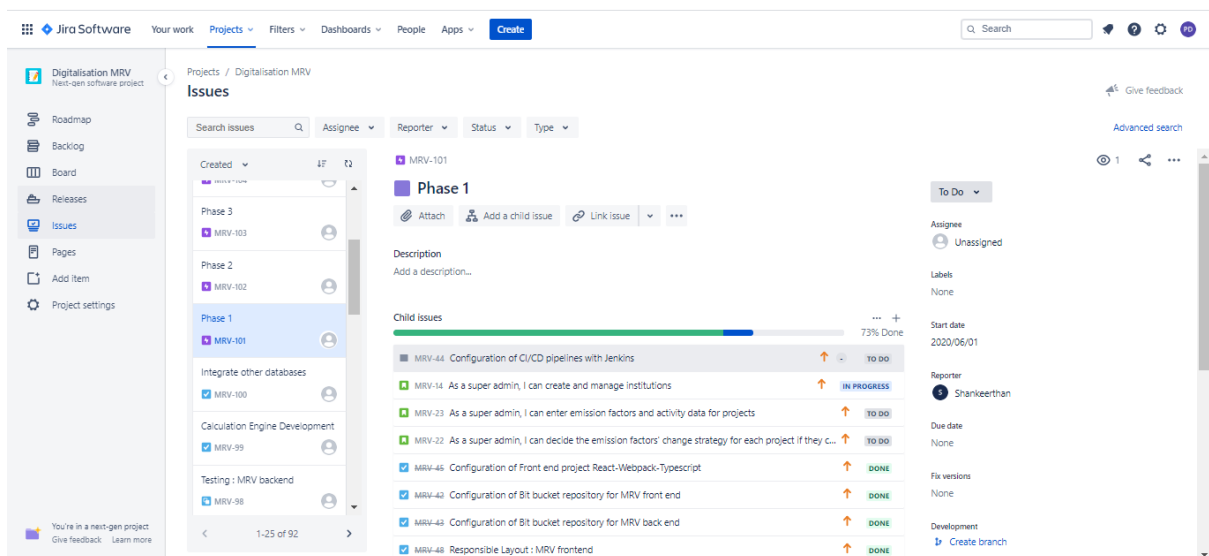 Jira Software Your work Projects Filters Dashboards People Apps Create Search PD
Digitalisation MRV
Next-gen software project
Roadmap
Backlog
Board
Releases
Issues
Pages
Add item
Project settings
You're in a next-gen project
Give feedback Learn more
Projects / Digitalisation MRV
Issues
Give feedback
Search issues Assignee Reporter Status Type Advanced search
Created
MRV-104
Phase 3
MRV-103
Phase 2
MRV-102
Phase 1
MRV-101
Integrate other databases
MRV-100
Calculation Engine Development
MRV-99
Testing : MRV backend
MRV-98
1-25 of 92
MRV-101 1
Phase 1
Attach Add a child issue Link issue
Description
Add a description...
Child issues
73% Done
MRV-44 Configuration of CI/CD pipelines with Jenkins TO DO
MRV-14 As a super admin, I can create and manage institutions IN PROGRESS
MRV-23 As a super admin, I can enter emission factors and activity data for projects TO DO
MRV-22 As a super admin, I can decide the emission factors' change strategy for each project if they c... TO DO
MRV-45 Configuration of Front end project React-Webpack-Typescript DONE
MRV-42 Configuration of Bit bucket repository for MRV front end DONE
MRV-43 Configuration of Bit bucket repository for MRV back end DONE
MRV-48 Responsible Layout : MRV frontend DONE
To Do
Assignee
Unassigned
Labels
None
Start date
2020/06/01
Reporter
S Shankeerthan
Due date
None
Fix versions
None
Development
Create branch